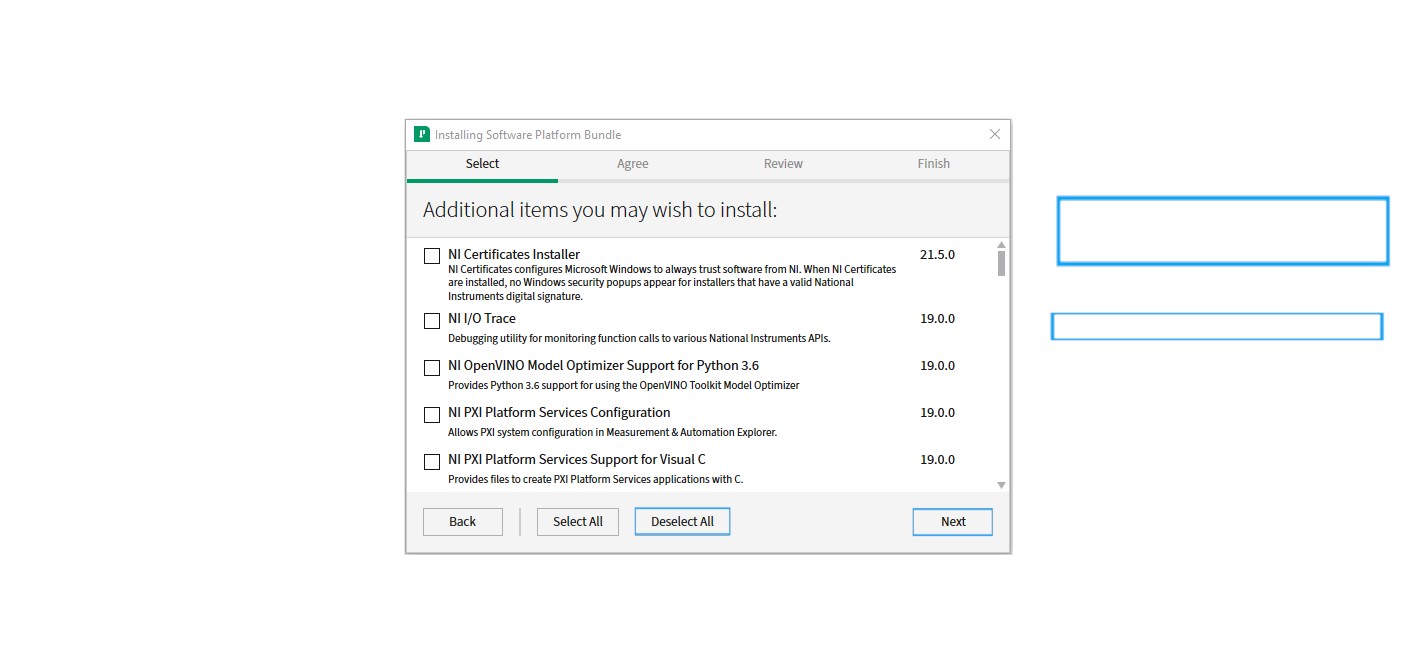 Installing Software Platform Bundle
Select Agree Review Finish
Additional items you may wish to install:
NI Certificates Installer 21.5.0
NI Certificates configures Microsoft Windows to always trust software from NI. When NI Certificates
are installed, no Windows security popups appear for installers that have a valid National
Instruments digital signature.
NI I/O Trace 19.0.0
Debugging utility for monitoring function calls to various National Instruments APIs.
NI OpenVINO Model Optimizer Support for Python 3.6 19.0.0
Provides Python 3.6 support for using the OpenVINO Toolkit Model Optimizer
NI PXI Platform Services Configuration 19.0.0
Allows PXI system configuration in Measurement & Automation Explorer.
NI PXI Platform Services Support for Visual C 19.0.0
Provides files to create PXI Platform Services applications with C.
Back Select All Deselect All Next